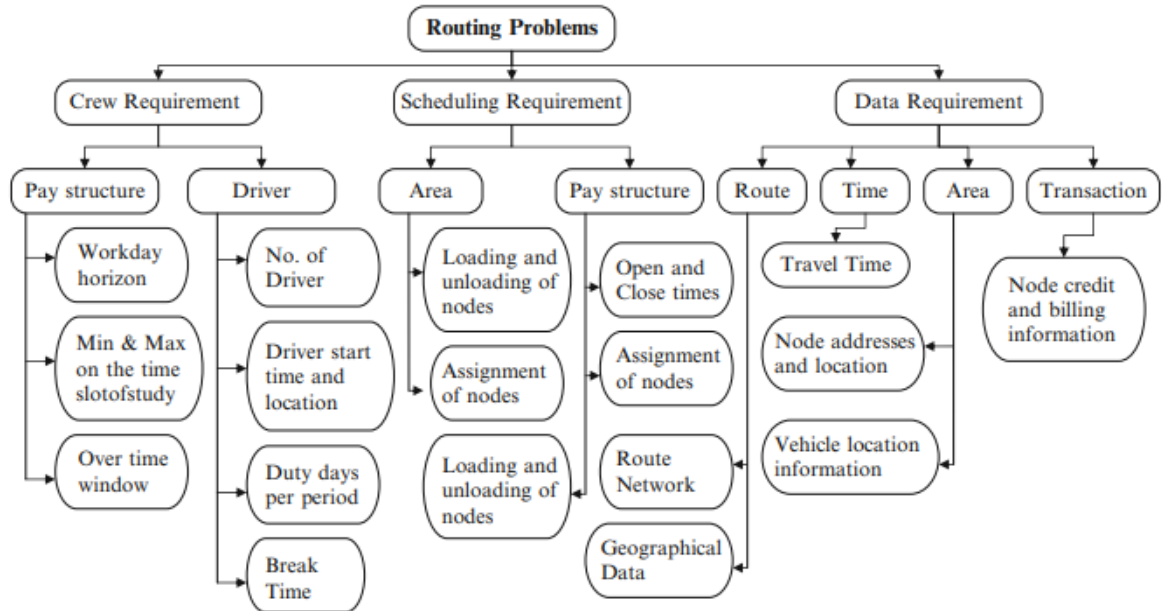 Routing Problems
Crew Requirement
Scheduling Requirement
Data Requirement
Pay structure
Driver
Area
Pay structure
Route
Time
Area
Transaction
Workday
horizon
Min & Max
on the time
slotofstudy
Over time
window
No. of
Driver
Driver start
time and
location
Duty days
per period
Break
Time
Loading and
unloading of
nodes
Assignment
of nodes
Loading and
unloading of
nodes
Open and
Close times
Assignment
of nodes
Route
Network
Geographical
Data
Travel Time
Node addresses
and location
Vehicle location
information
Node credit
and billing
information